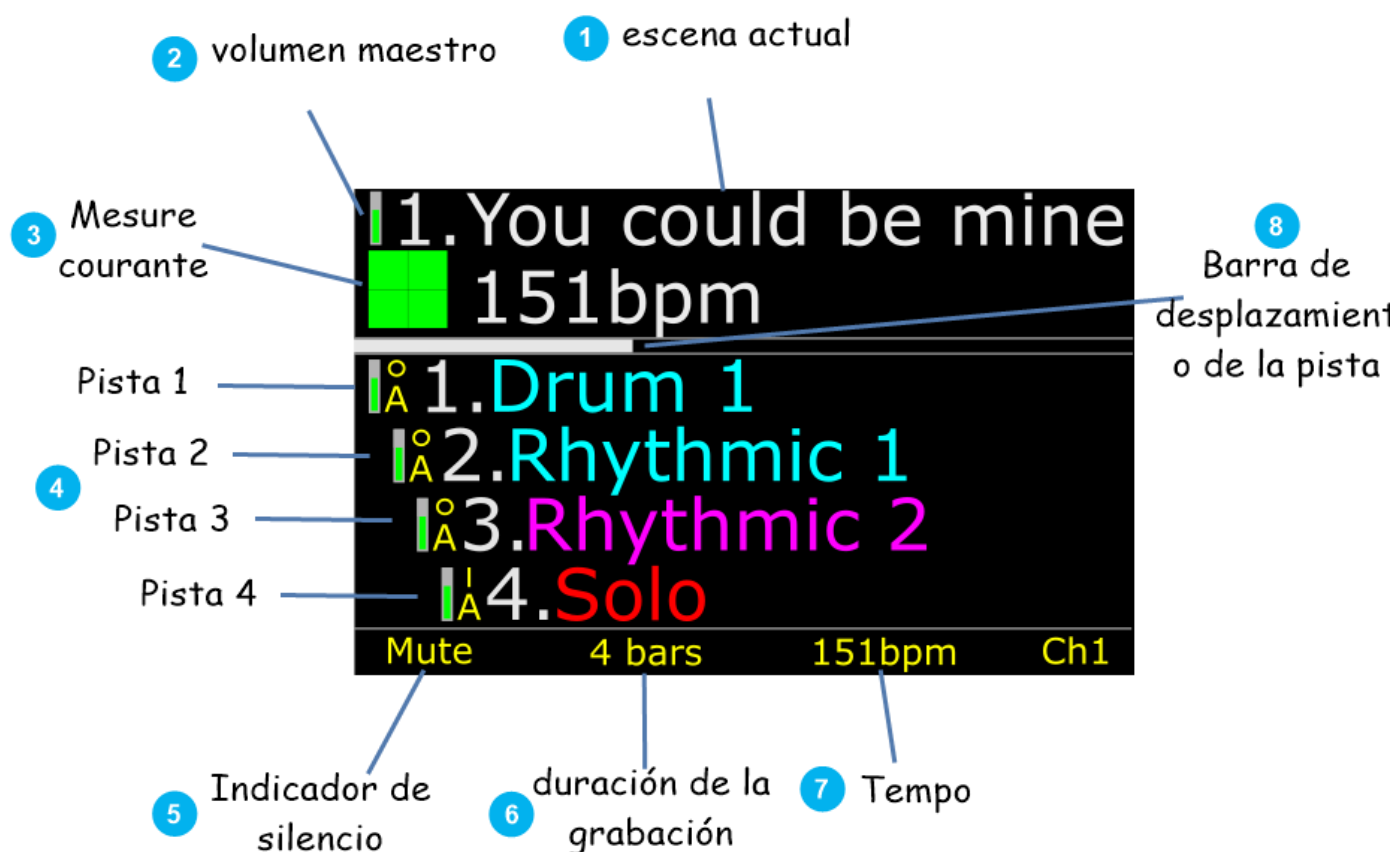 2 volumen maestro
1 escena actual
3 Mesure
courante
1.You could be mine
151bpm
8
Barra de
desplazamient
o de la pista
Pista 1
O
A 1.Drum 1
Pista 2
O
A 2.Rhythmic 1
4
Pista 3
O
A 3.Rhythmic 2
Pista 4
I
A 4.Solo
Mute 4 bars 151bpm Ch1
5 Indicador de
silencio
6 duración de la
grabación
7 Tempo